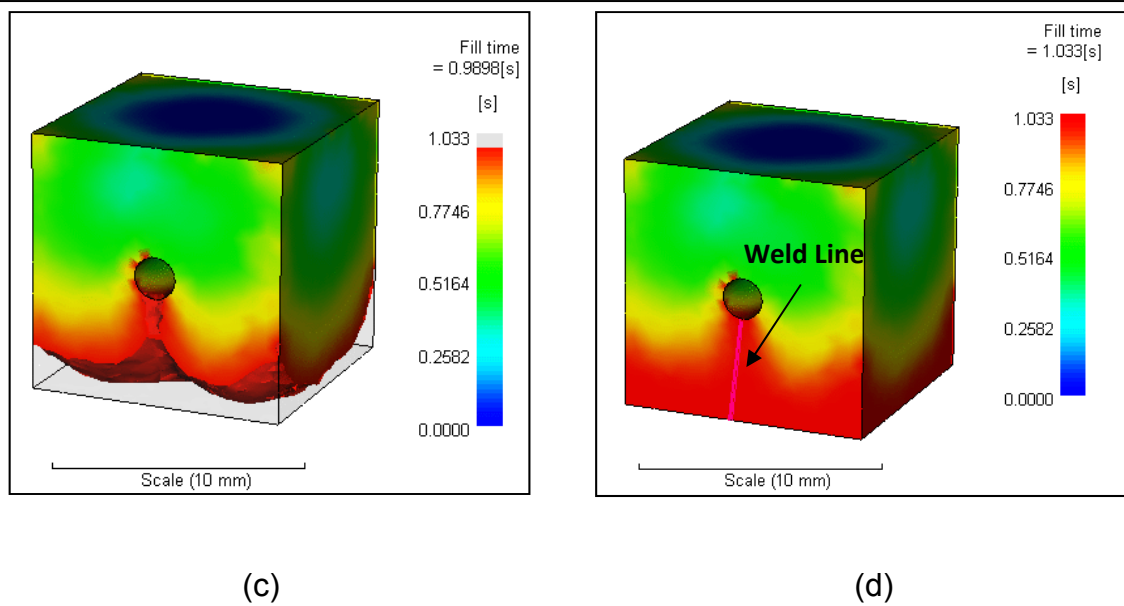 Fill time
= 0.9898[s]
[s]
1.033
0.7746
0.5164
0.2582
0.0000
Scale (10 mm)
(c)
Fill time
= 1.033[s]
[s]
1.033
0.7746
0.5164
0.2582
0.0000
Weld Line
Scale (10 mm)
(d)